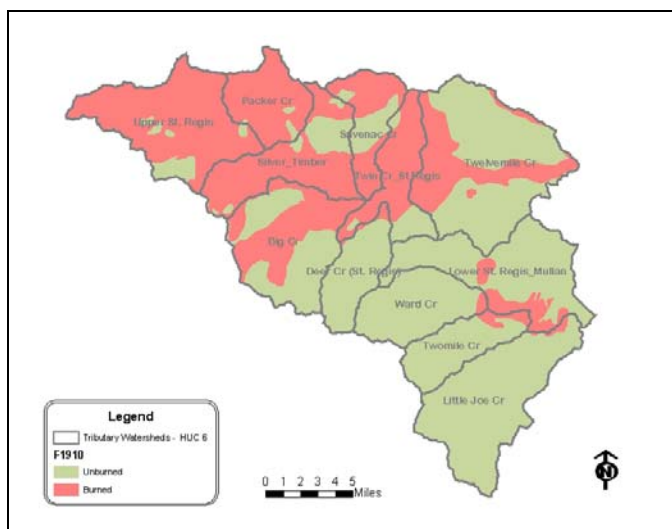 Packer Cr
Upper St. Regis
Savenac Cr
Silver_Timber
Twin Cr_St.Regis
Twelvemile Cr
Big Cr
Deer Cr (St. Regis)
Lower St. Regis_Mullan
Ward Cr
Twomile Cr
Little Joe Cr
Legend
Tributary Watersheds - HUC 6
F1910
Unburned
Burned
0 1 2 3 4 5
Miles
N